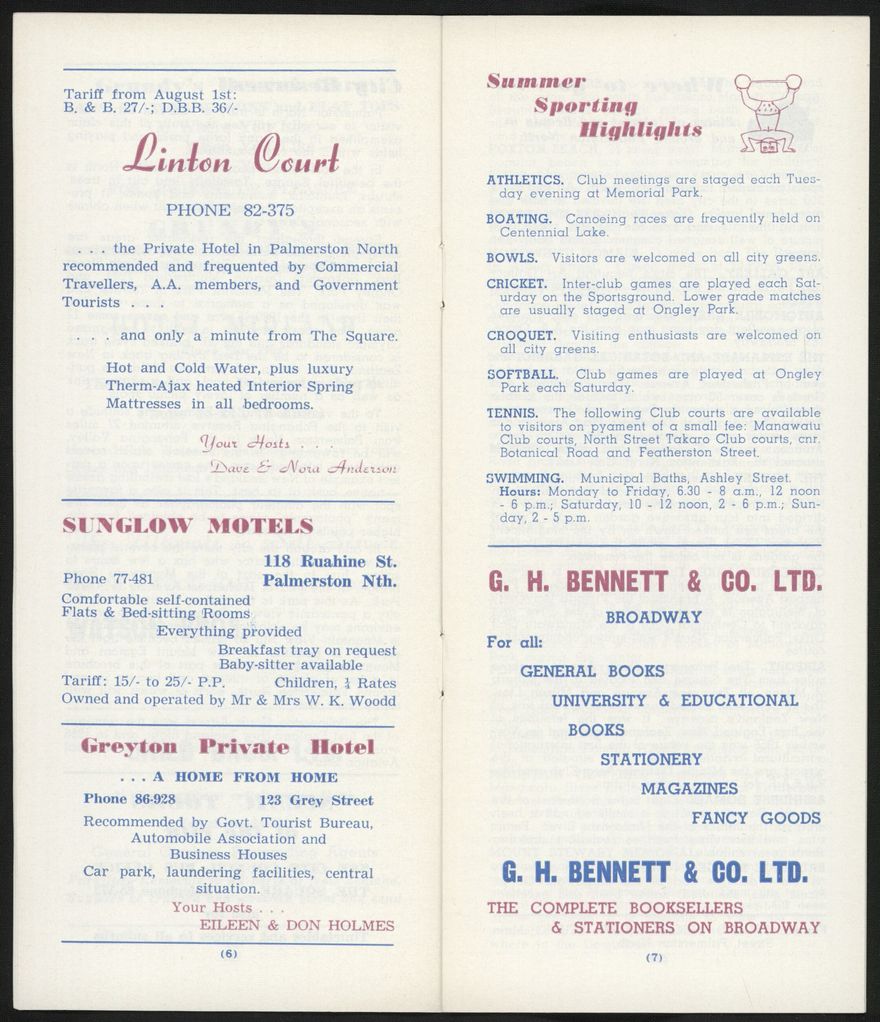 Tariff from August 1st:
B, & B. 27/-; D.B.B. 36/-
Linton Court
PHONE 82-375
. . . the Private Hotel in Palmerston North
recommended and frequented by Commercial
Travellers, A.A. members, and Government
Tourists . . .
. . . and only a minute from The Square.
Hot and Cold Water, plus luxury
Therm-Ajax heated Interior Spring
Mattresses in all bedrooms.
Your Hosts . . .
Dave & Nora Anderson
SUNGLOW MOTELS
118 Ruahine St.
Phone 77-481 Palmerston Nth.
Comfortable self-contained
Flats & Bed-sitting Rooms
Everything provided
Breakfast tray on request
Baby-sitter available
Tariff: 15/- to 25/- P.P. Children, ½ Rates
Owned and operated by Mr & Mrs W. K. Woodd
Greyton Private Hotel
. . . A HOME FROM HOME
Phone 86-928 123 Grey Street
Recommended by Govt. Tourist Bureau,
Automobile Association and
Business Houses
Car park, laundering facilities, central
situation.
Your Hosts . . .
EILEEN & DON HOLMES
(6)
Summer
Sporting
Highlights
ATHLETICS. Club meetings are staged each Tues-
day evening at Memorial Park.
BOATING. Canoeing races are frequently held on
Centennial Lake.
BOWLS. Visitors are welcomed on all city greens.
CRICKET. Inter-club games are played each Sat-
urday on the Sportsground. Lower grade matches
are usually staged at Ongley Park.
CROQUET. Visiting enthusiasts are welcomed on
all city greens.
SOFTBALL. Club games are played at Ongley
Park each Saturday.
TENNIS. The following Club courts are available
to visitors on pyament of a small fee: Manawatu
Club courts, North Street Takaro Club courts, cnr.
Botanical Road and Featherston Street.
SWIMMING. Municipal Baths, Ashley Street.
Hours: Monday to Friday, 6.30 - 8 a.m., 12 noon
- 6 p.m.; Saturday, 10 - 12 noon, 2 - 6 p.m.; Sun-
day, 2 - 5 p.m.
G. H. BENNETT & CO. LTD.
BROADWAY
For all:
GENERAL BOOKS
UNIVERSITY & EDUCATIONAL
BOOKS
STATIONERY
MAGAZINES
FANCY GOODS
G. H. BENNETT & CO. LTD.
THE COMPLETE BOOKSELLERS
& STATIONERS ON BROADWAY
(7)